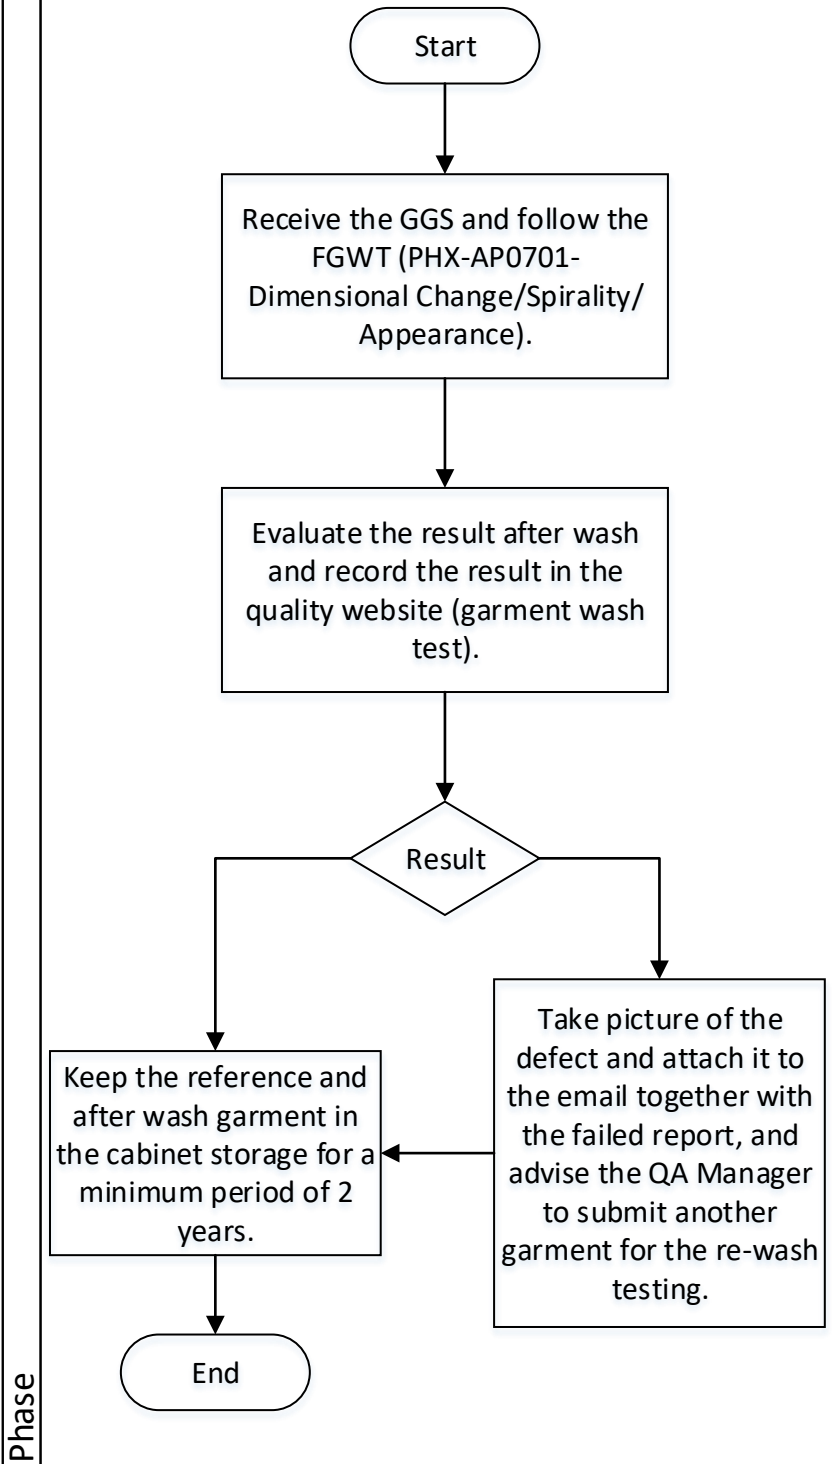 Start
Receive the GGS and follow the
FGWT (PHX-AP0701-
Dimensional Change/Spirality/
Appearance).
Evaluate the result after wash
and record the result in the
quality website (garment wash
test).
Result
Take picture of the
defect and attach it to
the email together with
the failed report, and
advise the QA Manager
to submit another
garment for the re-wash
testing.
Keep the reference and
after wash garment in
the cabinet storage for a
minimum period of 2
years.
End
Phase